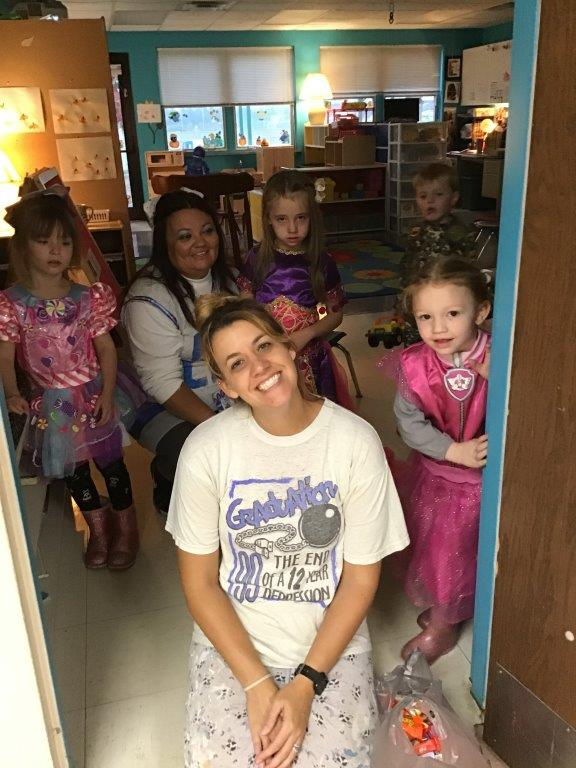 GRADUATION
'99
THE END
OF A 12 YEAR
DEPRESSION